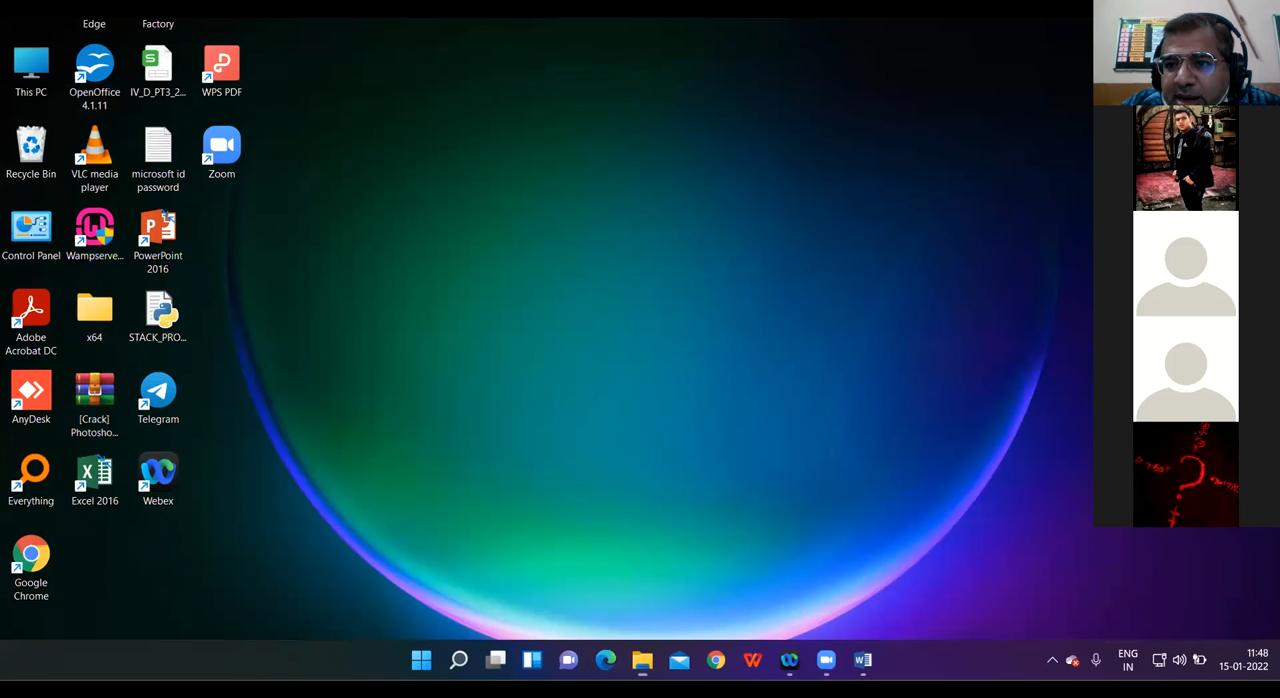 Edge
Factory
This PC
OpenOffice
4.1.11
IV_D_PT3_2...
WPS PDF
Recycle Bin
VLC media
player
microsoft id
password
Zoom
Control Panel
Wampserve...
PowerPoint
2016
Adobe
Acrobat DC
x64
STACK_PRO...
AnyDesk
[Crack]
Photosho...
Telegram
Everything
Excel 2016
Webex
Google
Chrome
ENG
IN
11:48
15-01-2022